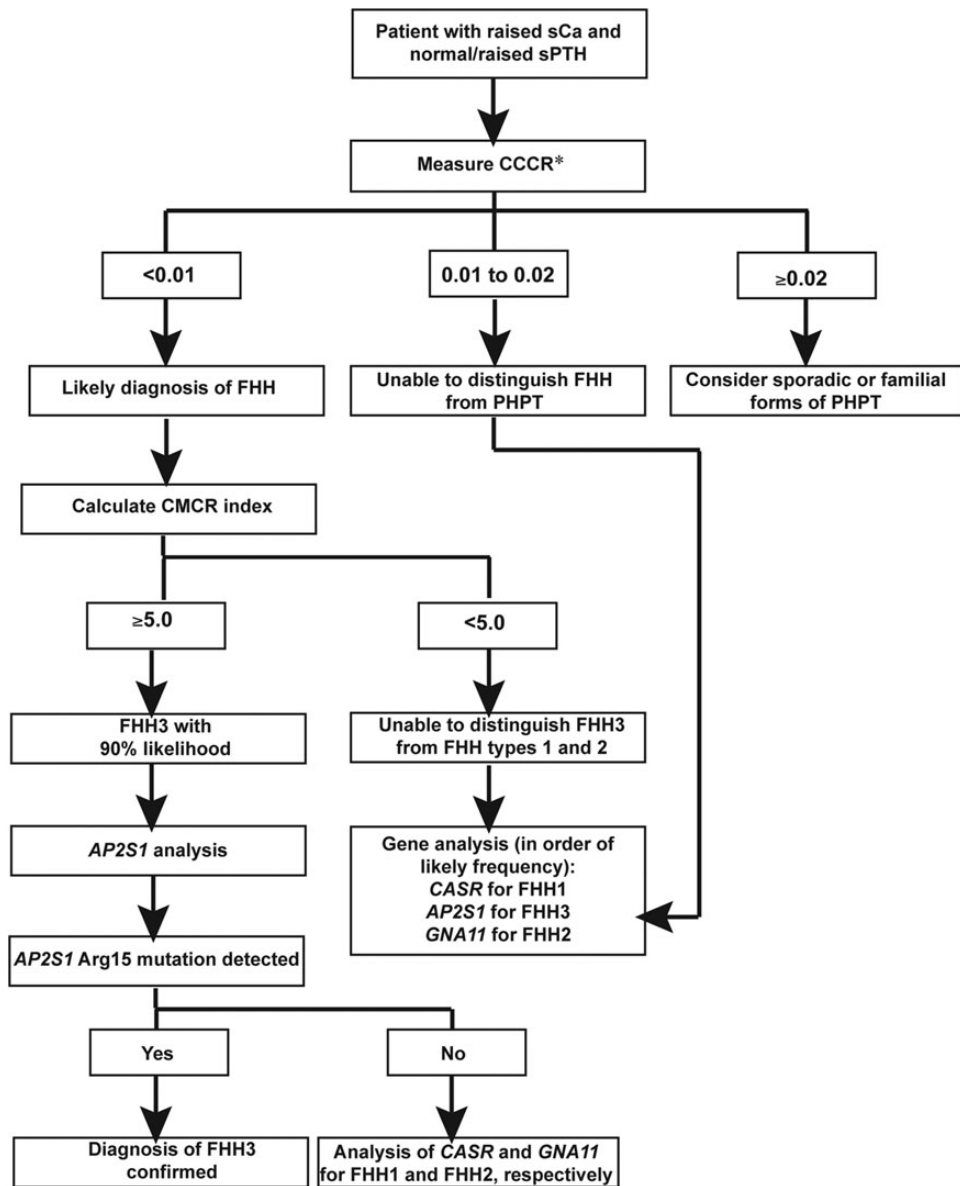 Patient with raised sCa and
normal/raised sPTH
Measure CCCR*
<0.01
0.01 to 0.02
≥0.02
Likely diagnosis of FHH
Unable to distinguish FHH
from PHPT
Consider sporadic or familial
forms of PHPT
Calculate CMCR index
≥5.0
<5.0
FHH3 with
90% likelihood
Unable to distinguish FHH3
from FHH types 1 and 2
AP2S1 analysis
Gene analysis (in order of
likely frequency):
CASR for FHH1
AP2S1 for FHH3
GNA11 for FHH2
AP2S1 Arg15 mutation detected
Yes
No
Diagnosis of FHH3
confirmed
Analysis of CASR and GNA11
for FHH1 and FHH2, respectively